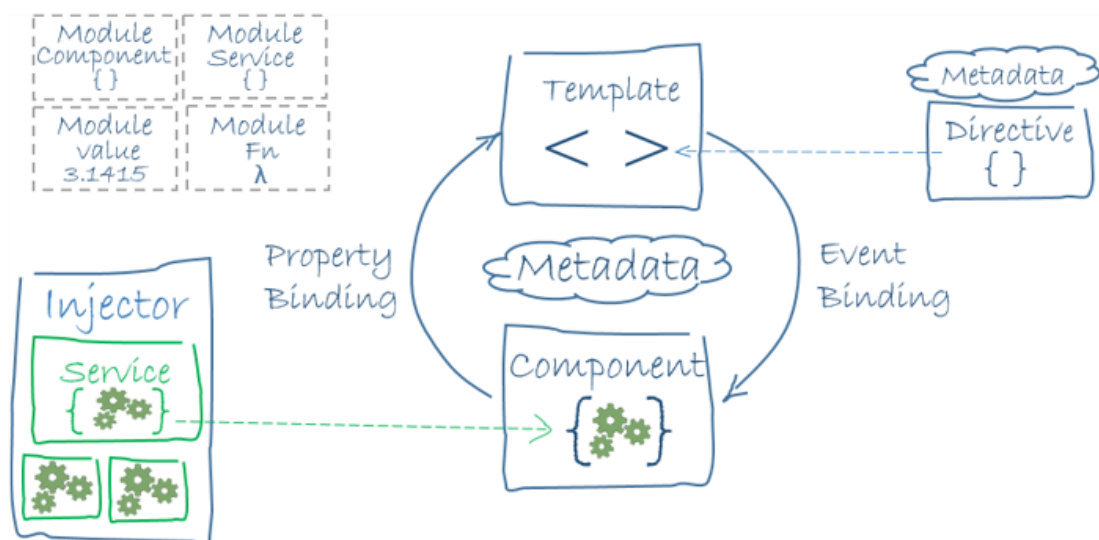 Module
Component
{ }
Module
Service
{ }
Module
value
3.1415
Module
Fn
λ
Template
< >
Metadata
Directive
{ }
Property
Binding
Metadata
Event
Binding
Injector
Service
{ }
Component
{ }